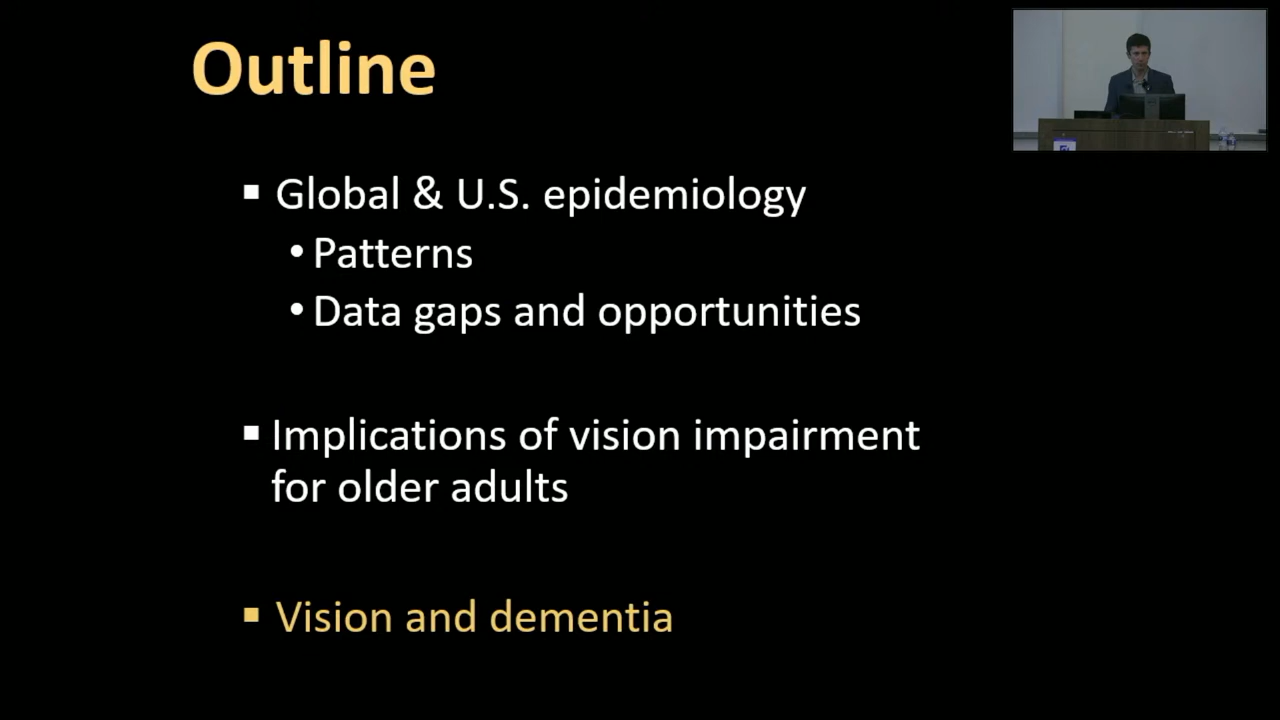 Outline
▪ Global & U.S. epidemiology
• Patterns
• Data gaps and opportunities
▪ Implications of vision impairment
for older adults
▪ Vision and dementia